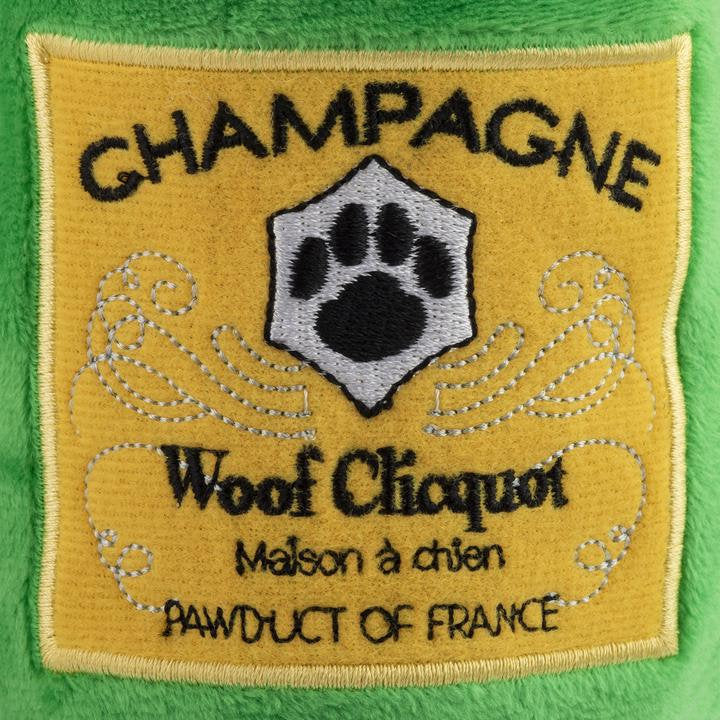 CHAMPAGNE
Woof Clicquot
Maison à chien
PAWDUCT OF FRANCE